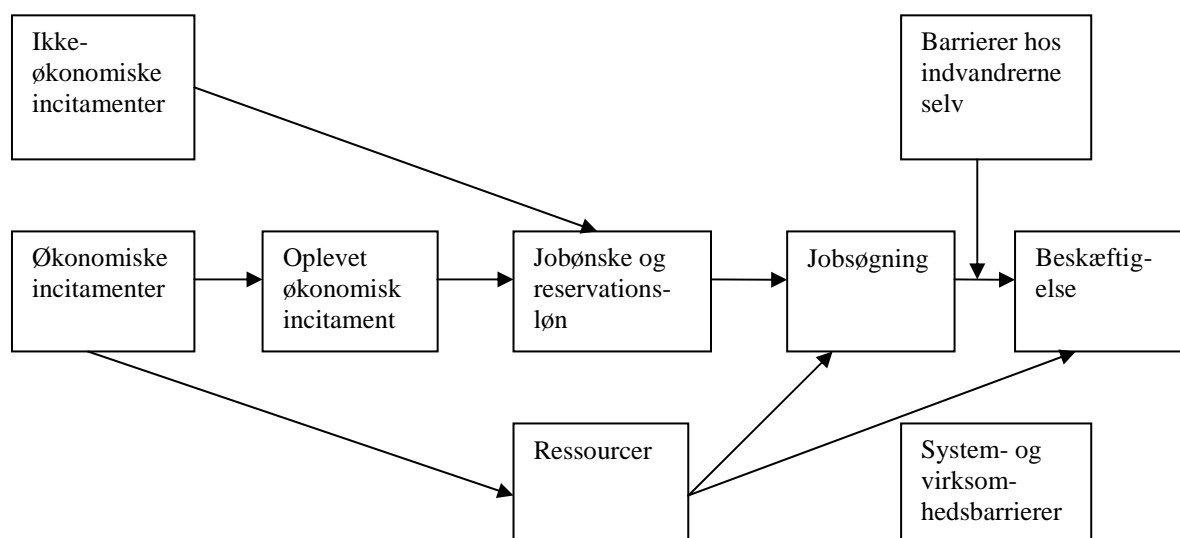 Ikke-
økonomiske
incitamenter
Barrierer hos
indvandrerne
selv
Økonomiske
incitamenter
Oplevet
økonomisk
incitament
Jobønske og
reservations-
løn
Jobsøgning
Beskæftig-
else
Ressourcer
System- og
virksom-
hedsbarrierer